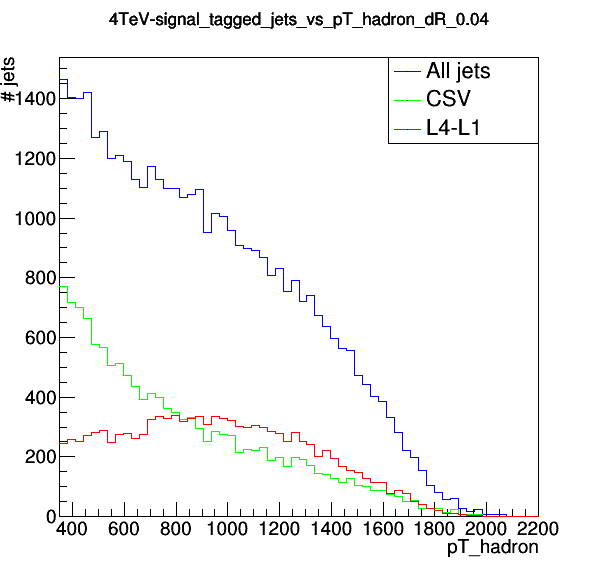 4TeV-signal_tagged_jets_vs_pT_hadron_dR_0.04
# jets
All jets
CSV
L4-L1
1400
1200
1000
800
600
400
200
0
400 600 800 1000 1200 1400 1600 1800 2000 2200
pT_hadron